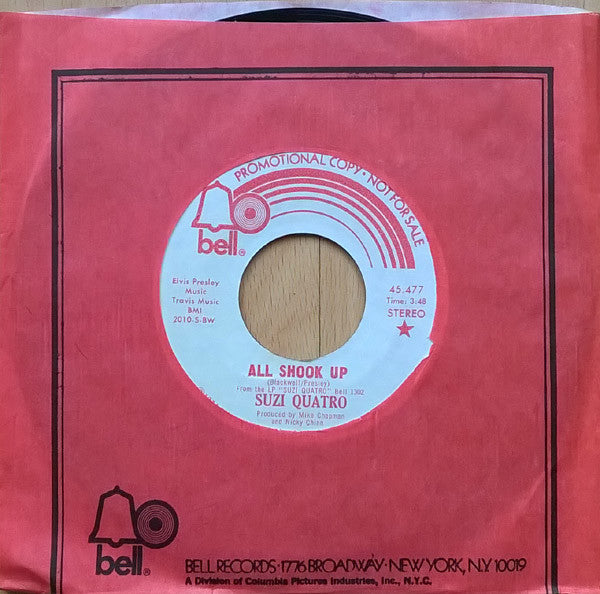 PROMOTIONAL COPY • NOT FOR SALE
bell®
Elvis Presley
Music
Travis Music
BMI
2010-S-BW
45,477
Time: 3:48
STEREO
ALL SHOOK UP
(Blackwell/Presley)
From the LP "SUZI QUATRO" Bell 1302
SUZI QUATRO
Produced by Mike Chapman
and Nicky Chinn
bell®
BELL RECORDS • 1776 BROADWAY • NEW YORK, N.Y. 10019
A Division of Columbia Pictures Industries, Inc., N.Y.C.